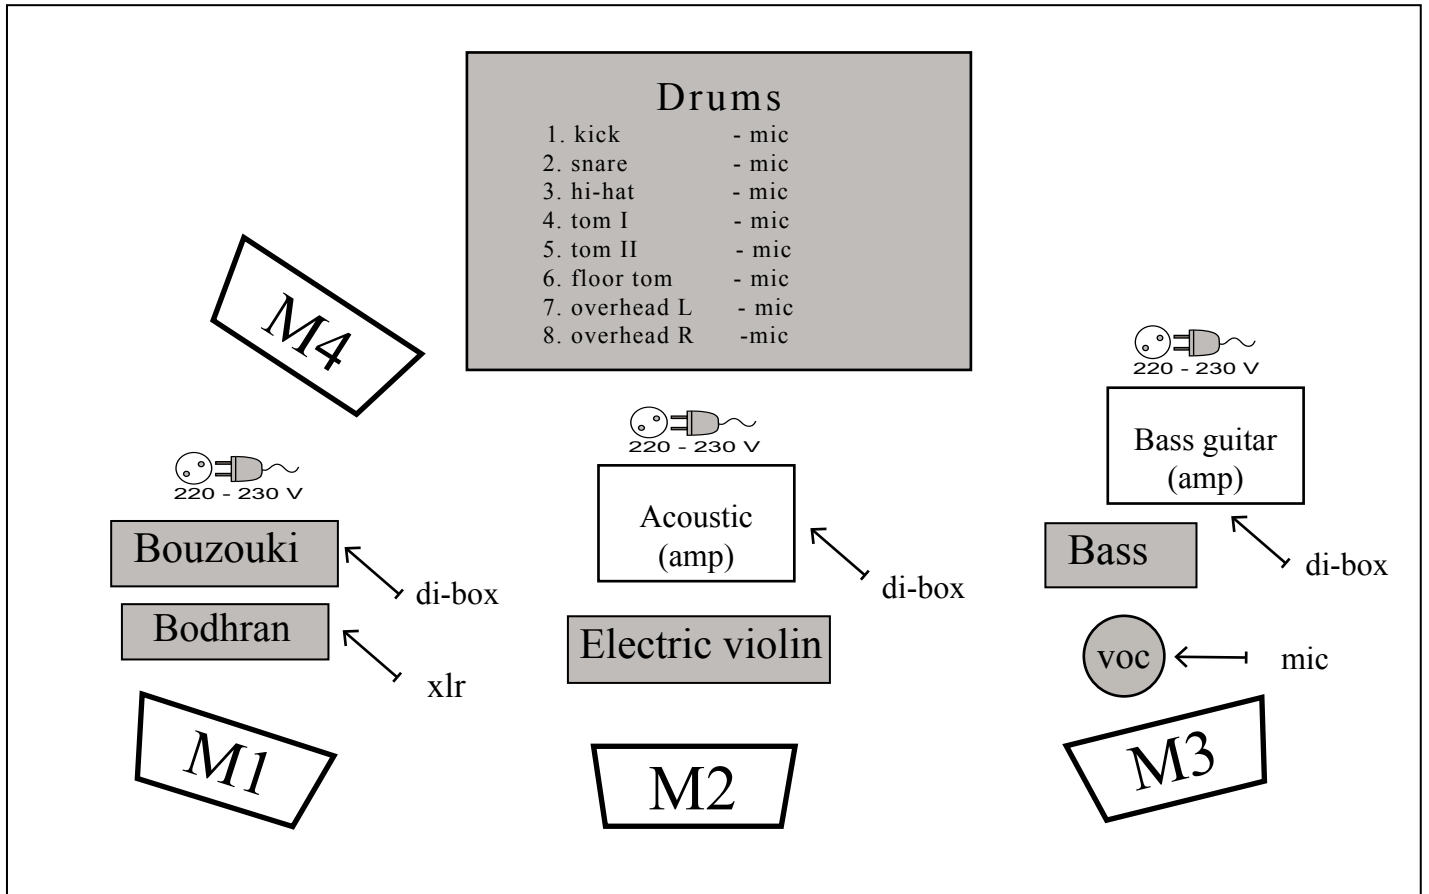 Drums
1. kick - mic
2. snare - mic
3. hi-hat - mic
4. tom I - mic
5. tom II - mic
6. floor tom - mic
7. overhead L - mic
8. overhead R -mic
M4
220 - 230 V
Bouzouki
di-box
Bodhran
xlr
M1
220 - 230 V
Acoustic
(amp)
di-box
Electric violin
M2
220 - 230 V
Bass guitar
(amp)
di-box
Bass
voc
mic
M3